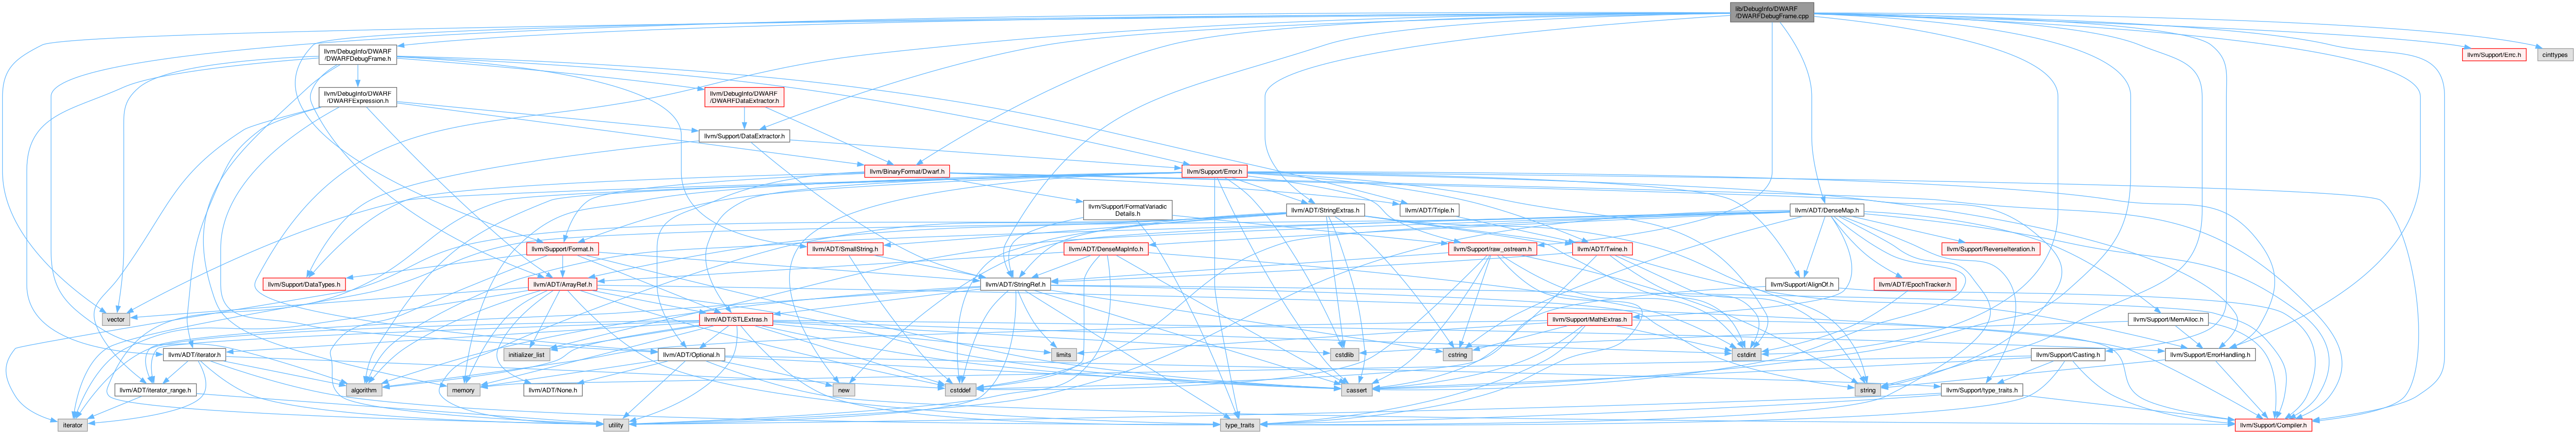 lib/DebugInfo/DWARF
/DWARFDebugFrame.cpp
llvm/DebugInfo/DWARF
/DWARFDebugFrame.h
llvm/Support/Errc.h
cinttypes
llvm/DebugInfo/DWARF
/DWARFExpression.h
llvm/DebugInfo/DWARF
/DWARFDataExtractor.h
llvm/Support/DataExtractor.h
llvm/BinaryFormat/Dwarf.h
llvm/Support/Error.h
llvm/Support/FormatVariadic
Details.h
llvm/ADT/StringExtras.h
llvm/ADT/Triple.h
llvm/ADT/DenseMap.h
llvm/Support/Format.h
llvm/ADT/SmallString.h
llvm/ADT/DenseMapInfo.h
llvm/Support/raw_ostream.h
llvm/ADT/Twine.h
llvm/Support/ReverseIteration.h
llvm/Support/DataTypes.h
llvm/ADT/ArrayRef.h
llvm/ADT/StringRef.h
llvm/Support/AlignOf.h
llvm/ADT/EpochTracker.h
vector
llvm/ADT/STLExtras.h
llvm/Support/MathExtras.h
llvm/Support/MemAlloc.h
llvm/ADT/iterator.h
initializer_list
llvm/ADT/Optional.h
limits
cstdlib
cstring
cstdint
llvm/Support/Casting.h
llvm/Support/ErrorHandling.h
llvm/ADT/iterator_range.h
algorithm
memory
llvm/ADT/None.h
new
cstddef
cassert
string
llvm/Support/type_traits.h
iterator
utility
type_traits
llvm/Support/Compiler.h